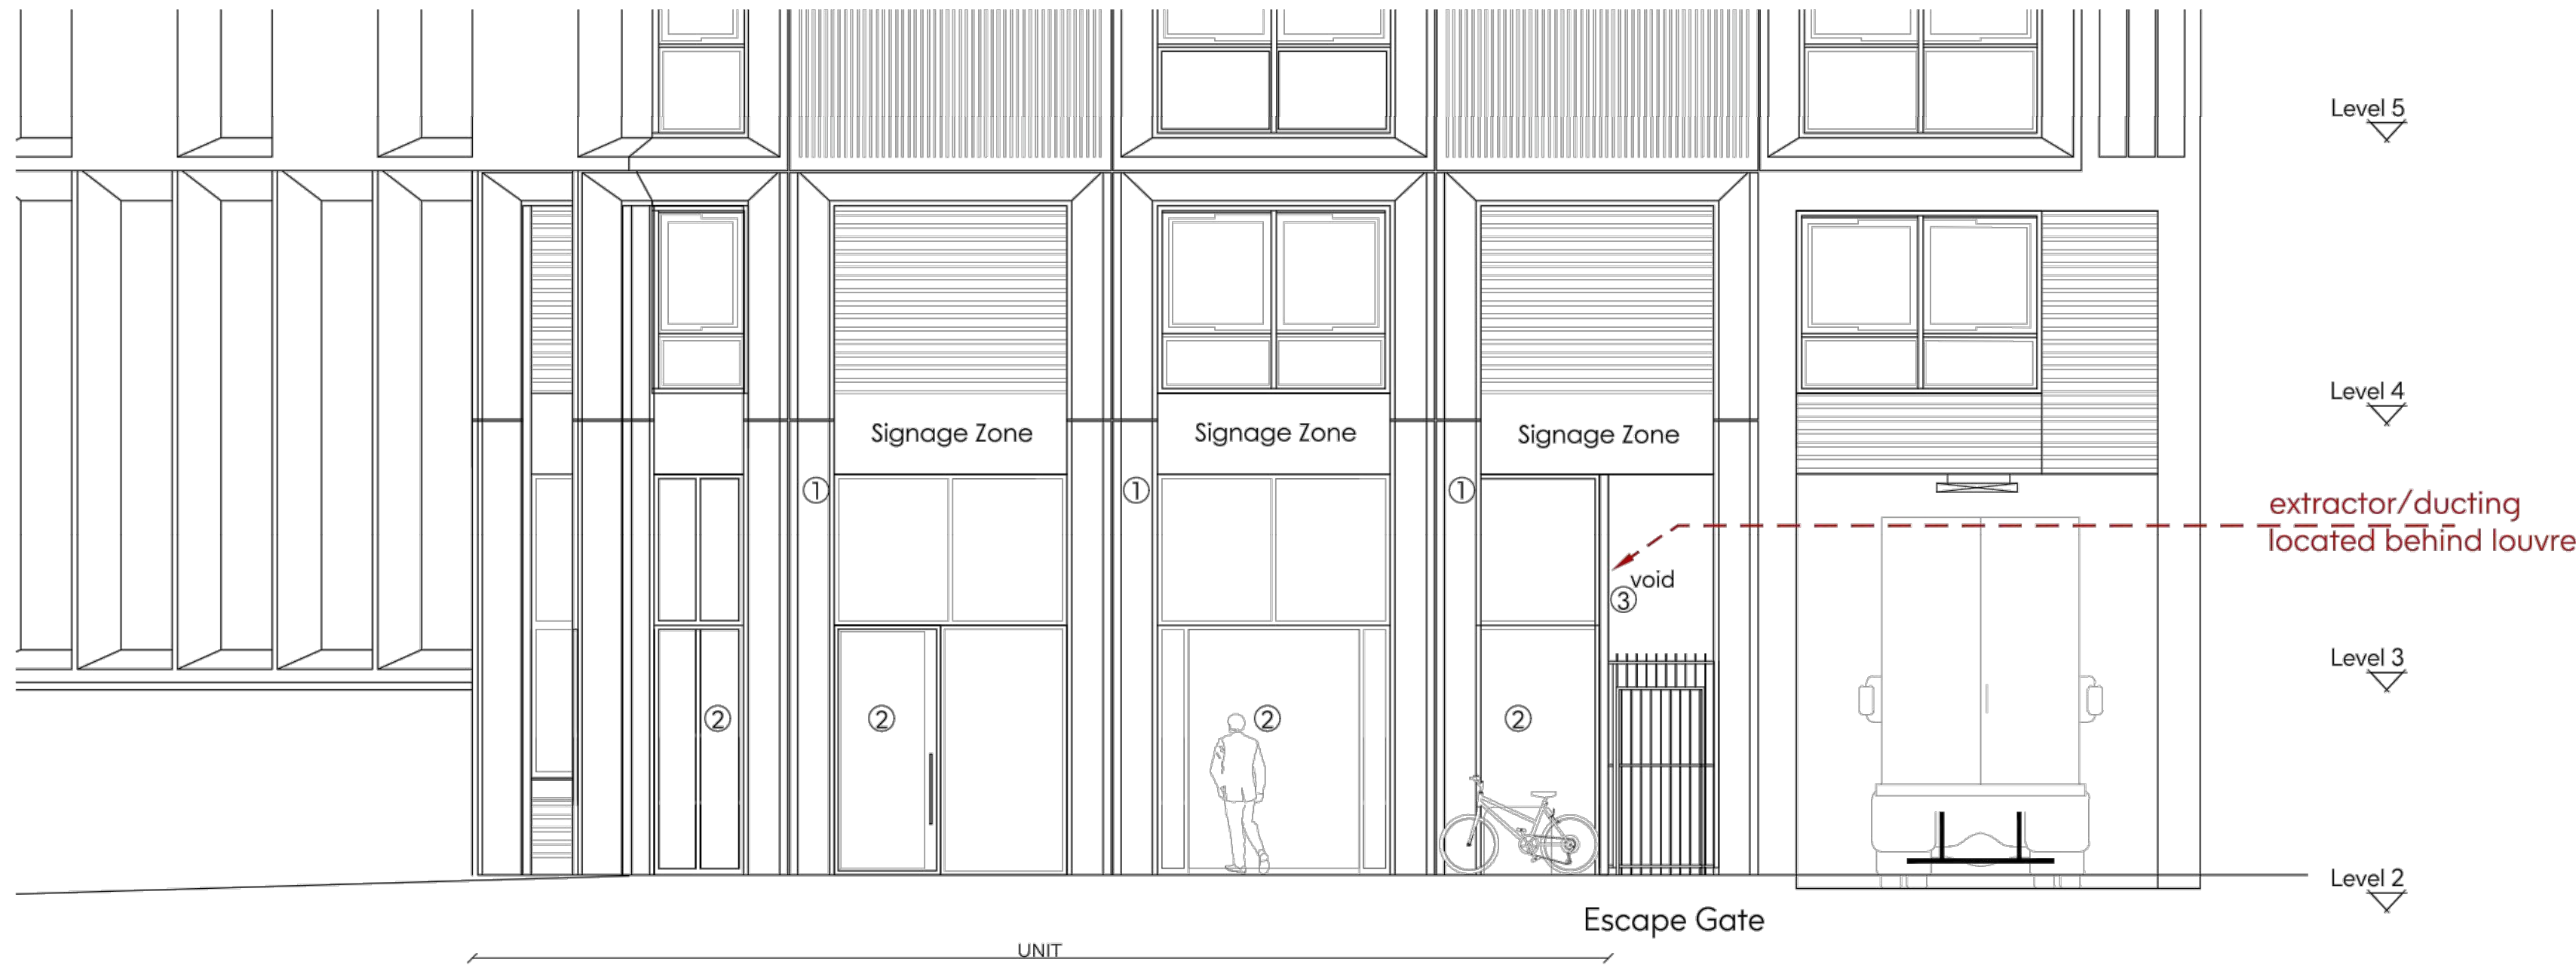 Level 5
Level 4
Signage Zone
Signage Zone
Signage Zone
①
①
①
extractor/ducting
located behind louvre
void
③
Level 3
②
②
②
②
Level 2
Escape Gate
UNIT